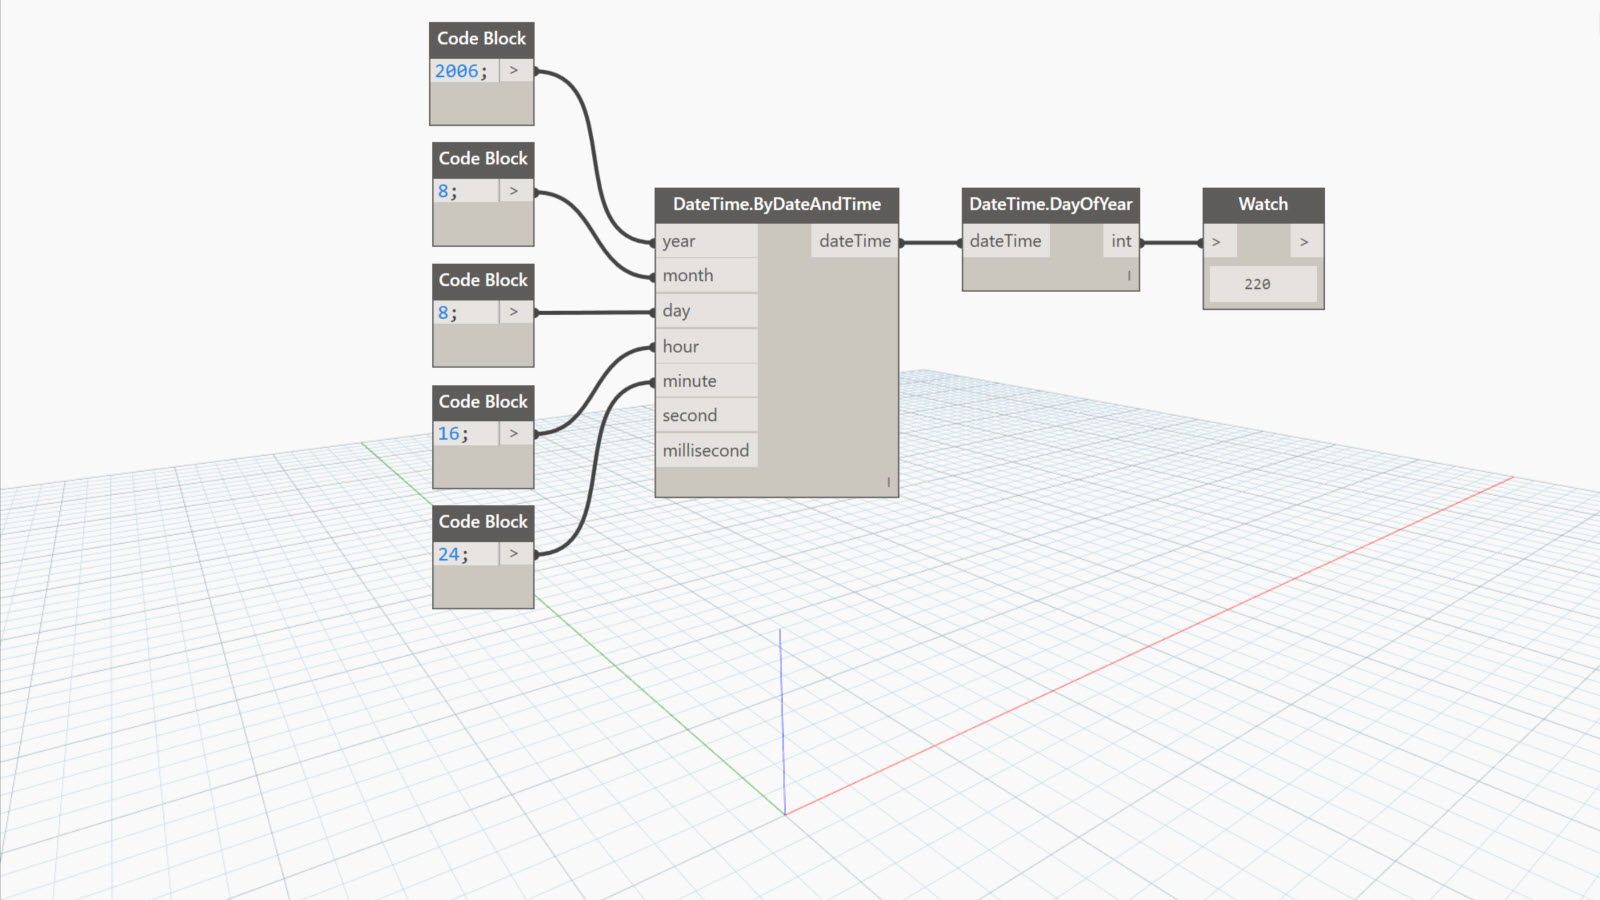 Code Block
2006; >
Code Block
8; >
Code Block
8; >
Code Block
16; >
Code Block
24; >
DateTime.ByDateAndTime
year dateTime
month
day
hour
minute
second
millisecond
l
DateTime.DayOfYear
dateTime int
l
Watch
> >
220